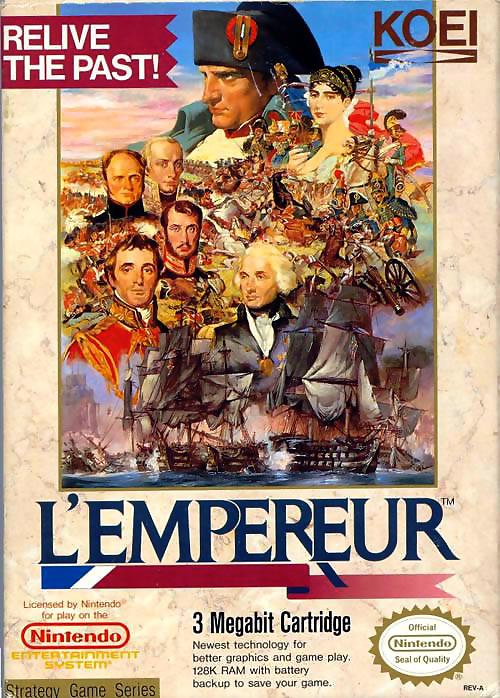 RELIVE
THE PAST!
KOEI
L'EMPEREUR™
Licensed by Nintendo®
for play on the
Nintendo
ENTERTAINMENT
SYSTEM®
3 Megabit Cartridge
Newest technology for
better graphics and game play.
128K RAM with battery
backup to save your game.
Official
Nintendo
Seal of Quality
®
Strategy Game Series
REV-A